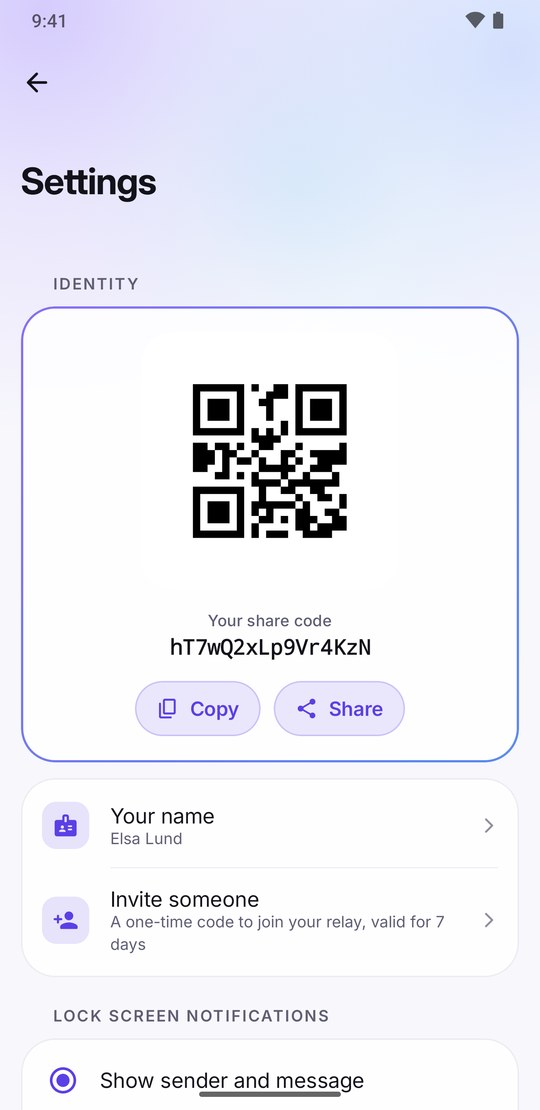 9:41
Settings
IDENTITY
Your share code
hT7wQ2xLp9Vr4KzN
Copy
Share
Your name
Elsa Lund
Invite someone
A one-time code to join your relay, valid for 7
days
LOCK SCREEN NOTIFICATIONS
Show sender and message